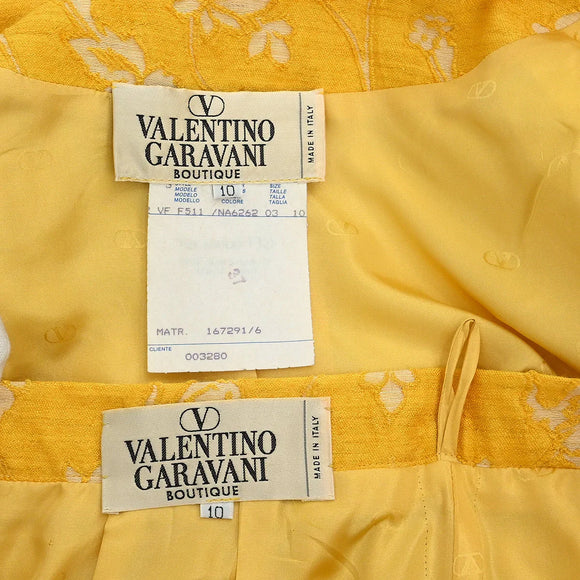 VALENTINO
GARAVANI
BOUTIQUE
MADE IN ITALY
MODELE
MODELO
MODELLO
10
COLORE
SIZE
TAILLE
TALLA
TAGLIA
VF F511 /NA6262 03 10
MATR. 167291/6
CLIENTE
003280
VALENTINO
GARAVANI
BOUTIQUE
MADE IN ITALY
10